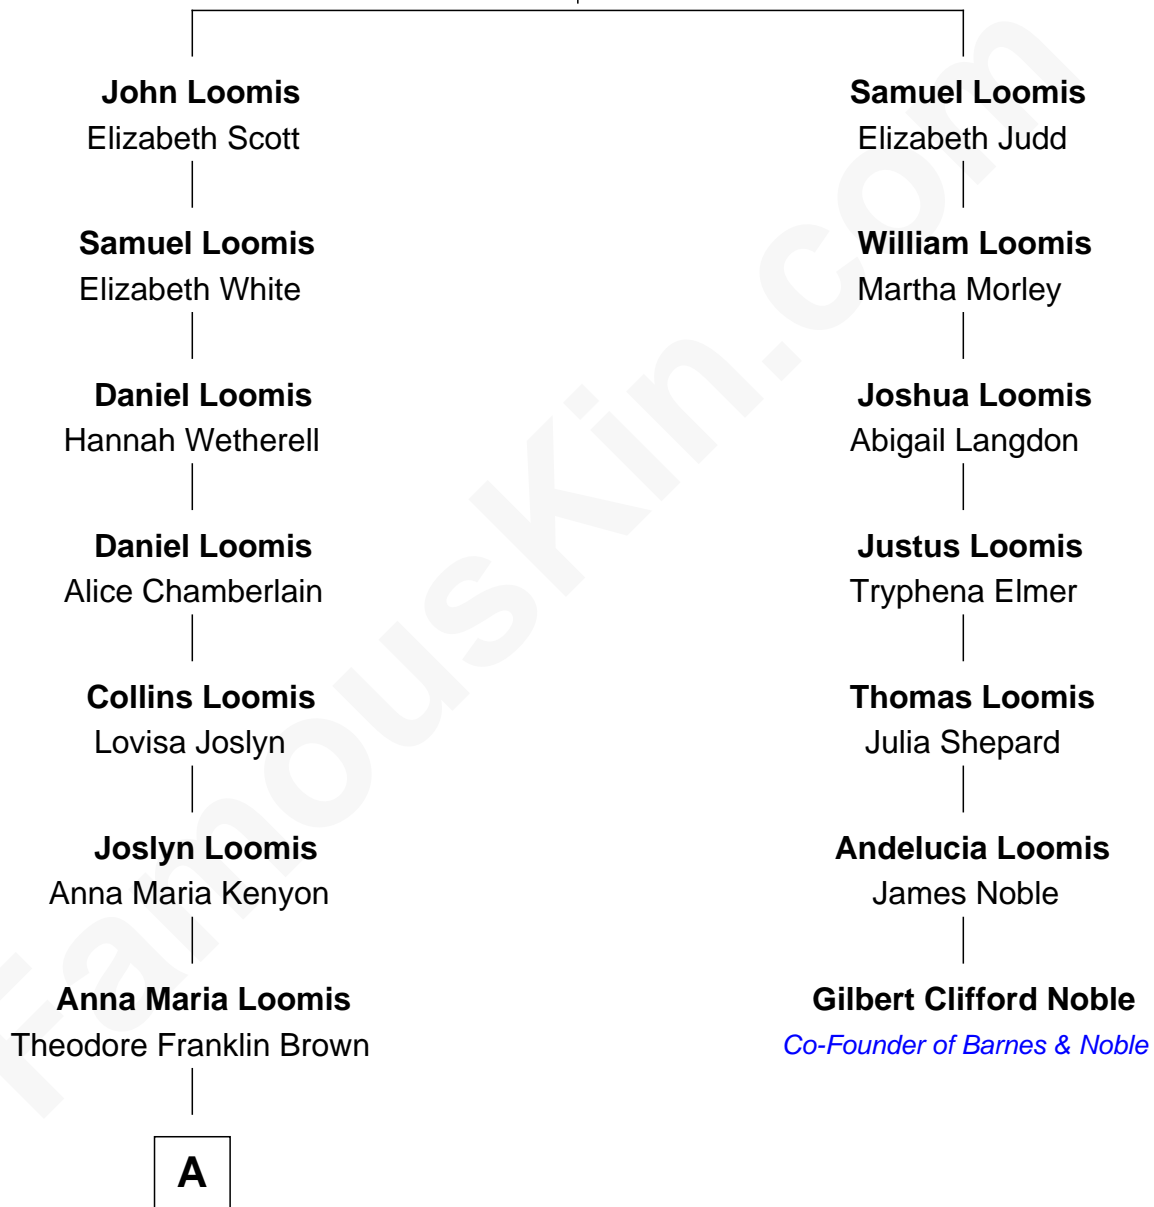 John Loomis
Elizabeth Scott
Samuel Loomis
Elizabeth White
Daniel Loomis
Hannah Wetherell
Daniel Loomis
Alice Chamberlain
Collins Loomis
Lovisa Joslyn
Joslyn Loomis
Anna Maria Kenyon
Anna Maria Loomis
Theodore Franklin Brown
A
Samuel Loomis
Elizabeth Judd
William Loomis
Martha Morley
Joshua Loomis
Abigail Langdon
Justus Loomis
Tryphena Elmer
Thomas Loomis
Julia Shepard
Andelucia Loomis
James Noble
Gilbert Clifford Noble
Co-Founder of Barnes & Noble
FamousKin.com